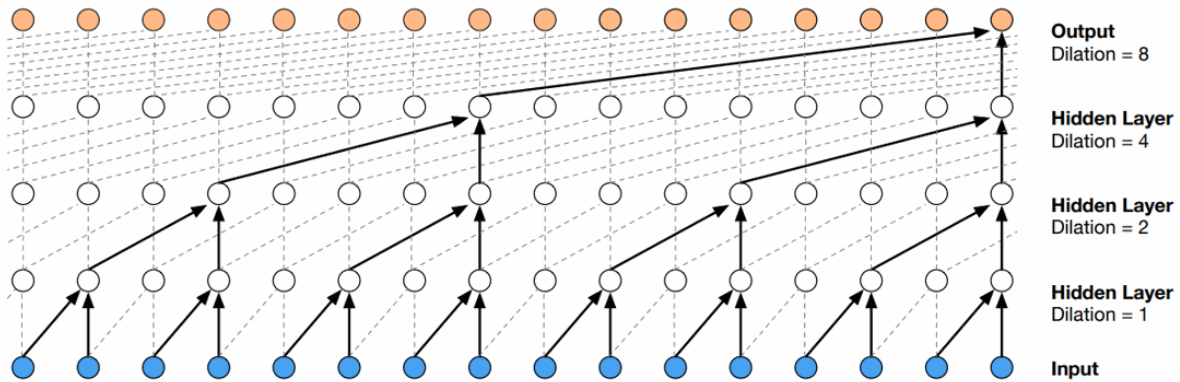 Output
Dilation = 8
Hidden Layer
Dilation = 4
Hidden Layer
Dilation = 2
Hidden Layer
Dilation = 1
Input